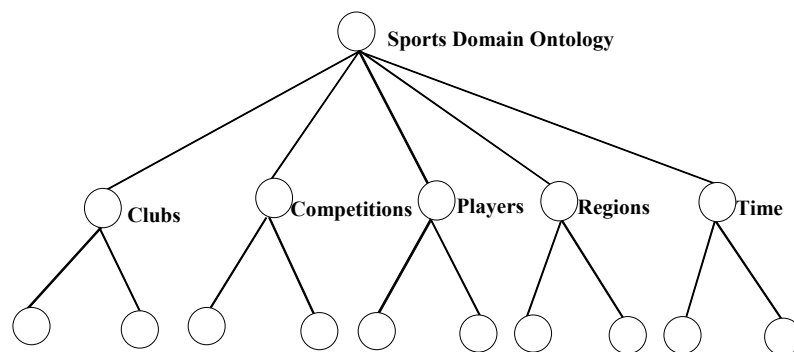 Sports Domain Ontology
Clubs
Competitions
Players
Regions
Time